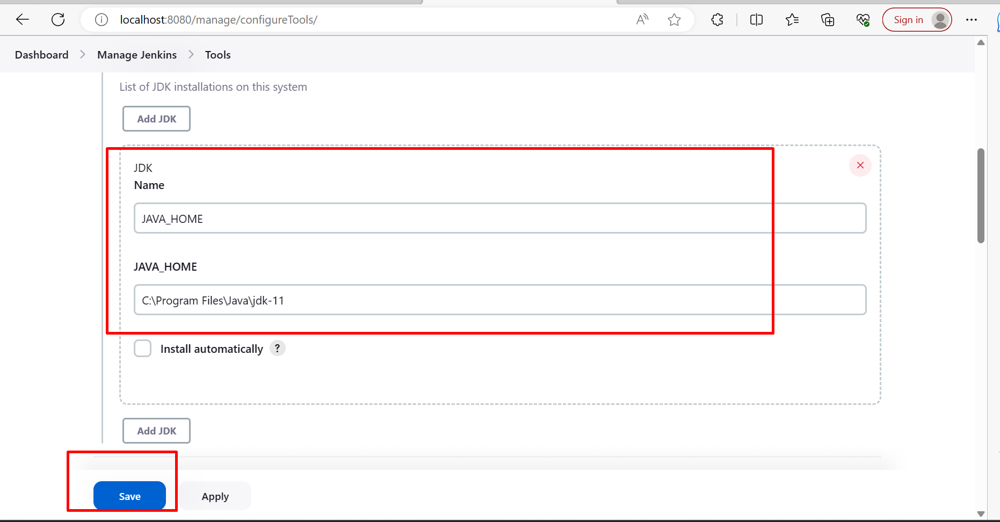 localhost:8080/manage/configureTools/
Sign in
Dashboard > Manage Jenkins > Tools
List of JDK installations on this system
Add JDK
JDK
Name
JAVA_HOME
JAVA_HOME
C:\Program Files\Java\jdk-11
Install automatically ?
Add JDK
Save Apply